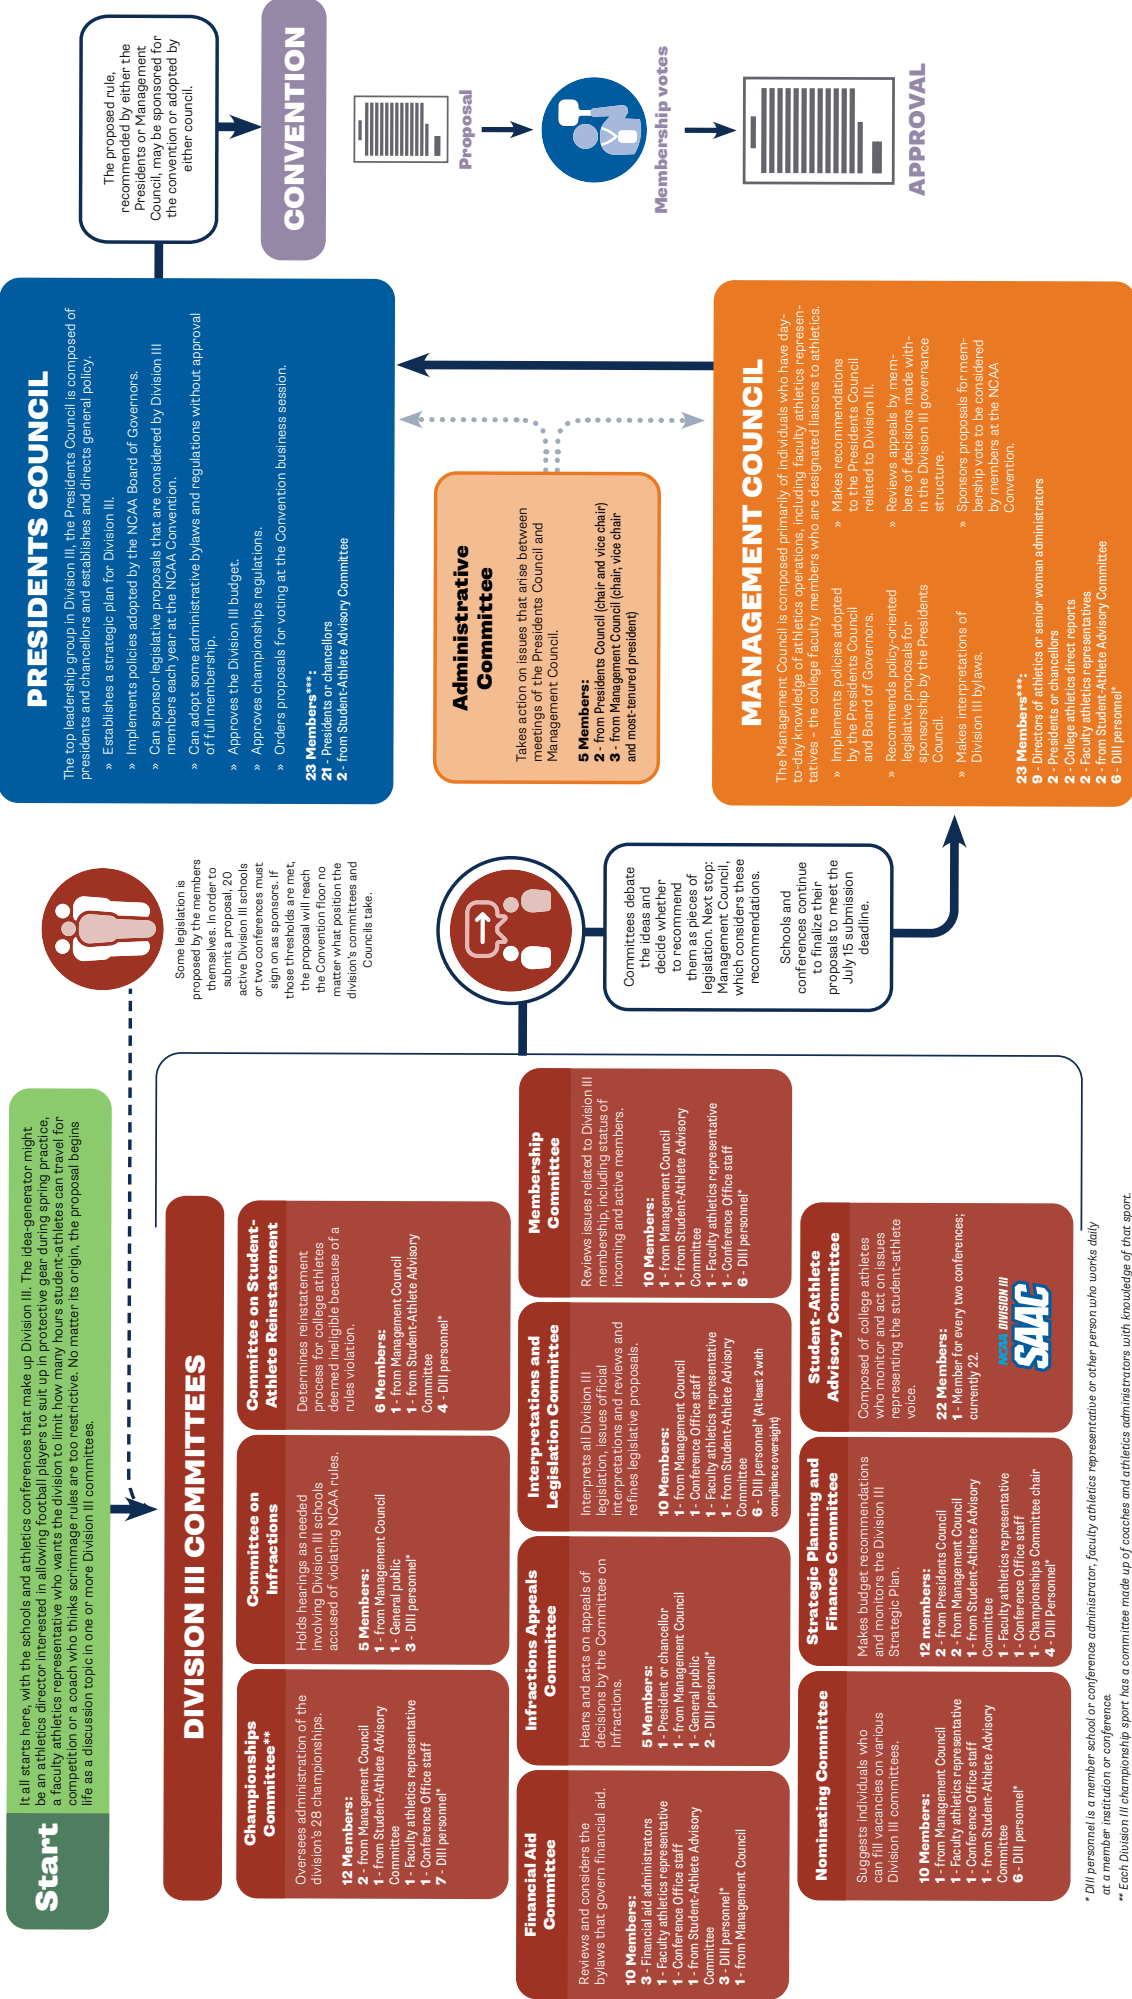 Start
It all starts here, with the schools and athletics conferences that make up Division III. The idea-generator might
be an athletics director interested in allowing football players to suit up in protective gear during spring practice,
a faculty athletics representative who wants the division to limit how many hours student-athletes can travel for
competition or a coach who thinks scrimmage rules are too restrictive. No matter its origin, the proposal begins
life as a discussion topic in one or more Division III committees.
Some legislation is
proposed by the members
themselves. In order to
submit a proposal, 20
active Division III schools
or two conferences must
sign on as sponsors. If
those thresholds are met,
the proposal will reach
the Convention floor no
matter what position the
division's committees and
Councils take.
DIVISION III COMMITTEES
Championships
Committee**
Oversees administration of the
division's 28 championships.
12 Members:
2 - from Management Council
1 - from Student-Athlete Advisory
Committee
1 - Faculty athletics representative
1 - Conference Office staff
7 - DIII personnel*
Committee on
Infractions
Holds hearings as needed
involving Division III schools
accused of violating NCAA rules.
5 Members:
1 - from Management Council
1 - General public
3 - DIII personnel*
Committee on Student-
Athlete Reinstatement
Determines reinstatement
process for college athletes
deemed ineligible because of a
rules violation.
6 Members:
1 - from Management Council
1 - from Student-Athlete Advisory
Committee
4 - DIII personnel*
Financial Aid
Committee
Reviews and considers the
bylaws that govern financial aid.
10 Members:
3 - Financial aid administrators
1 - Faculty athletics representative
1 - Conference Office staff
1 - from Student-Athlete Advisory
Committee
3 - DIII personnel*
1 - from Management Council
Infractions Appeals
Committee
Hears and acts on appeals of
decisions by the Committee on
Infractions.
5 Members:
1 - President or chancellor
1 - from Management Council
1 - General public
2 - DIII personnel*
Interpretations and
Legislation Committee
Interprets all Division III
legislation, issues official
interpretations and reviews and
refines legislative proposals.
10 Members:
1 - from Management Council
1 - Conference Office staff
1 - Faculty athletics representative
1 - from Student-Athlete Advisory
Committee
6 - DIII personnel* (At least 2 with
compliance oversight)
Membership
Committee
Reviews issues related to Division III
membership, including status of
incoming and active members.
10 Members:
1 - from Management Council
1 - from Student-Athlete Advisory
Committee
1 - Faculty athletics representative
1 - Conference Office staff
6 - DIII personnel*
Nominating Committee
Suggests individuals who
can fill vacancies on various
Division III committees.
10 Members:
1 - from Management Council
1 - Faculty athletics representative
1 - Conference Office staff
1 - from Student-Athlete Advisory
Committee
6 - DIII personnel*
Strategic Planning and
Finance Committee
Makes budget recommendations
and monitors the Division III
Strategic Plan.
12 members:
2 - from Presidents Council
2 - from Management Council
1 - from Student-Athlete Advisory
Committee
1 - Faculty athletics representative
1 - Conference Office staff
1 - Championships Committee chair
4 - DIII Personnel*
Student-Athlete
Advisory Committee
Composed of college athletes
who monitor and act on issues
representing the student-athlete
voice.
22 Members:
1 - Member for every two conferences;
currently 22.
NCAA DIVISION III
SAAC
* DIII personnel is a member school or conference administrator, faculty athletics representative or other person who works daily
at a member institution or conference.
** Each Division III championship sport has a committee made up of coaches and athletics administrators with knowledge of that sport.
Committees debate
the ideas and
decide whether
to recommend
them as pieces of
legislation. Next stop:
Management Council,
which considers these
recommendations.
Schools and
conferences continue
to finalize their
proposals to meet the
July 15 submission
deadline.
PRESIDENTS COUNCIL
The top leadership group in Division III, the Presidents Council is composed of
presidents and chancellors and establishes and directs general policy.
» Establishes a strategic plan for Division III.
» Implements policies adopted by the NCAA Board of Governors.
» Can sponsor legislative proposals that are considered by Division III
members each year at the NCAA Convention.
» Can adopt some administrative bylaws and regulations without approval
of full membership.
» Approves the Division III budget.
» Approves championships regulations.
» Orders proposals for voting at the Convention business session.
23 Members***:
21 - Presidents or chancellors
2 - from Student-Athlete Advisory Committee
Administrative
Committee
Takes action on issues that arise between
meetings of the Presidents Council and
Management Council.
5 Members:
2 - from Presidents Council (chair and vice chair)
3 - from Management Council (chair, vice chair
and most-tenured president)
MANAGEMENT COUNCIL
The Management Council is composed primarily of individuals who have day-
to-day knowledge of athletics operations, including faculty athletics represen-
tatives – the college faculty members who are designated liaisons to athletics.
» Implements policies adopted
by the Presidents Council
and Board of Governors.
» Recommends policy-oriented
legislative proposals for
sponsorship by the Presidents
Council.
» Makes interpretations of
Division III bylaws.
» Makes recommendations
to the Presidents Council
related to Division III.
» Reviews appeals by mem-
bers of decisions made with-
in the Division III governance
structure.
» Sponsors proposals for mem-
bership vote to be considered
by members at the NCAA
Convention.
23 Members***:
9 - Directors of athletics or senior woman administrators
2 - Presidents or chancellors
2 - College athletics direct reports
2 - Faculty athletics representatives
2 - from Student-Athlete Advisory Committee
6 - DIII personnel*
The proposed rule,
recommended by either the
Presidents or Management
Council, may be sponsored for
the convention or adopted by
either council.
CONVENTION
Proposal
Membership votes
APPROVAL